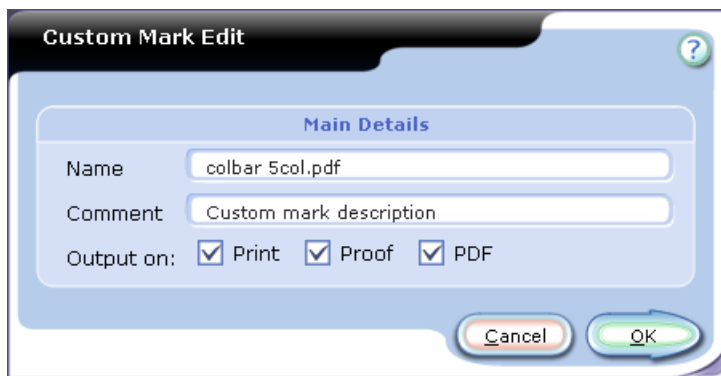 Custom Mark Edit
?
Main Details
Name colbar 5col.pdf
Comment Custom mark description
Output on: Print Proof PDF
Cancel OK